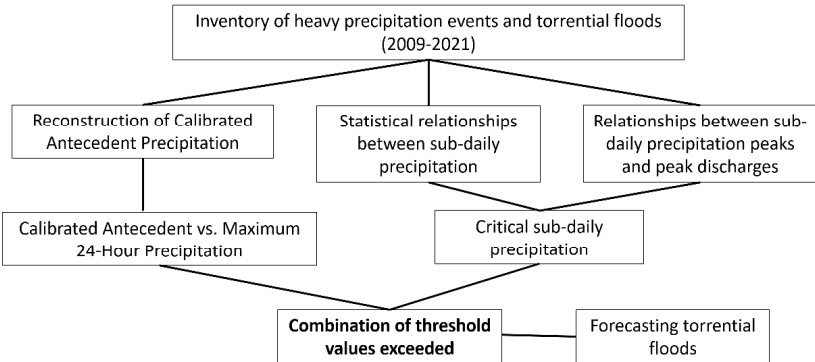 Inventory of heavy precipitation events and torrential floods
(2009-2021)
Reconstruction of Calibrated
Antecedent Precipitation
Statistical relationships
between sub-daily
precipitation
Relationships between sub-
daily precipitation peaks
and peak discharges
Calibrated Antecedent vs. Maximum
24-Hour Precipitation
Critical sub-daily
precipitation
Combination of threshold
values exceeded
Forecasting torrential
floods